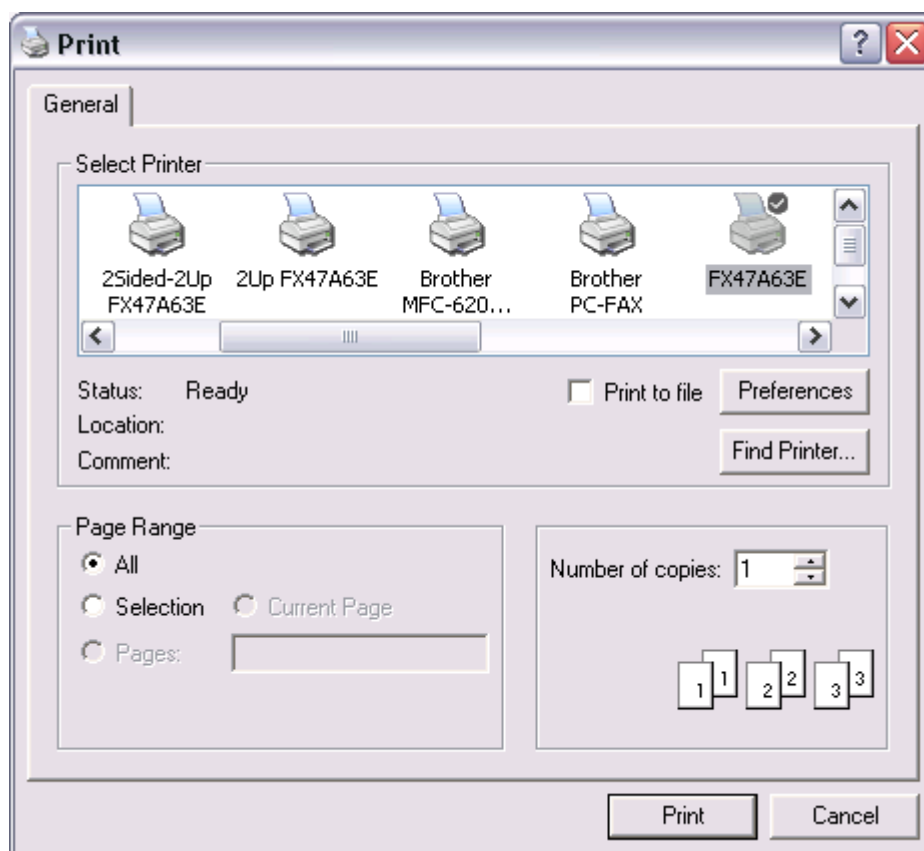 Print
General
Select Printer
2Sided-2Up
FX47A63E
2Up FX47A63E
Brother
MFC-620...
Brother
PC-FAX
FX47A63E
Status: Ready
Location:
Comment:
Print to file
Preferences
Find Printer...
Page Range
All
Selection
Current Page
Pages:
Number of copies: 1
1 1 2 2 3 3
Print
Cancel